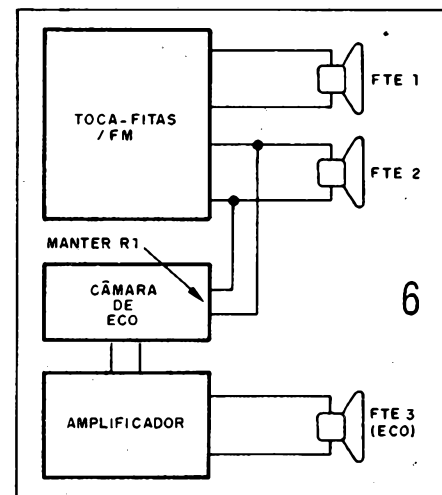 TOCA-FITAS
/FM
FTE 1
FTE 2
MANTER R1
CÂMARA
DE
ECO
6
AMPLIFICADOR
FTE 3
(ECO)